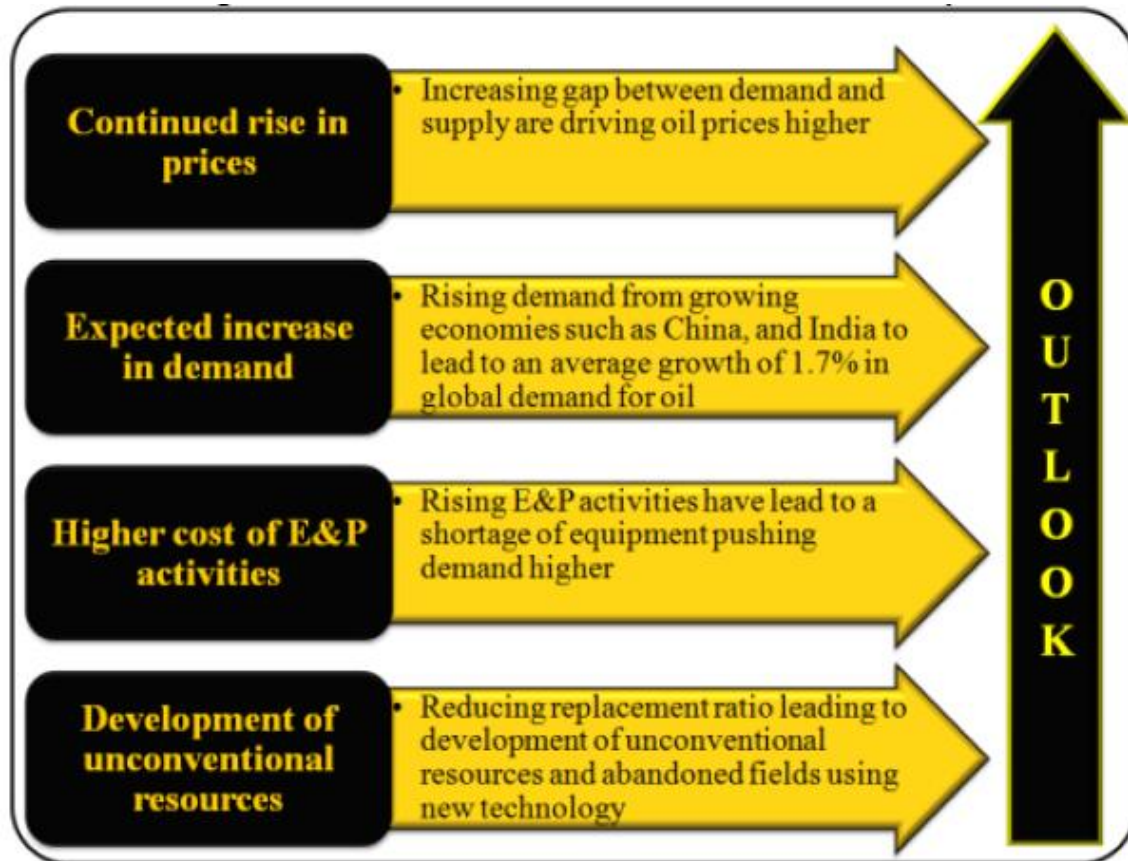 Continued rise in
prices
• Increasing gap between demand and
supply are driving oil prices higher
Expected increase
in demand
• Rising demand from growing
economies such as China, and India to
lead to an average growth of 1.7% in
global demand for oil
Higher cost of E&P
activities
• Rising E&P activities have lead to a
shortage of equipment pushing
demand higher
Development of
unconventional
resources
• Reducing replacement ratio leading to
development of unconventional
resources and abandoned fields using
new technology
O
U
T
L
O
O
K